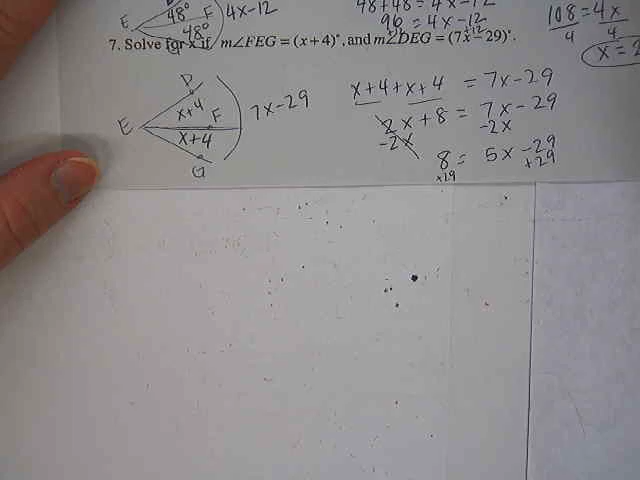 E 48° F 4x-12
48°
48+48 = 4x-12
96 = 4x-12
+12 +12
108 = 4x
4 4
x = 2
7. Solve for x if m∠FEG = (x+4)°, and m∠DEG = (7x-29)°.
D
x+4 F
E
x+4
G
7x-29
x+4+x+4 = 7x-29
2x+8 = 7x-29
-2x -2x
8 = 5x-29
+29 +29